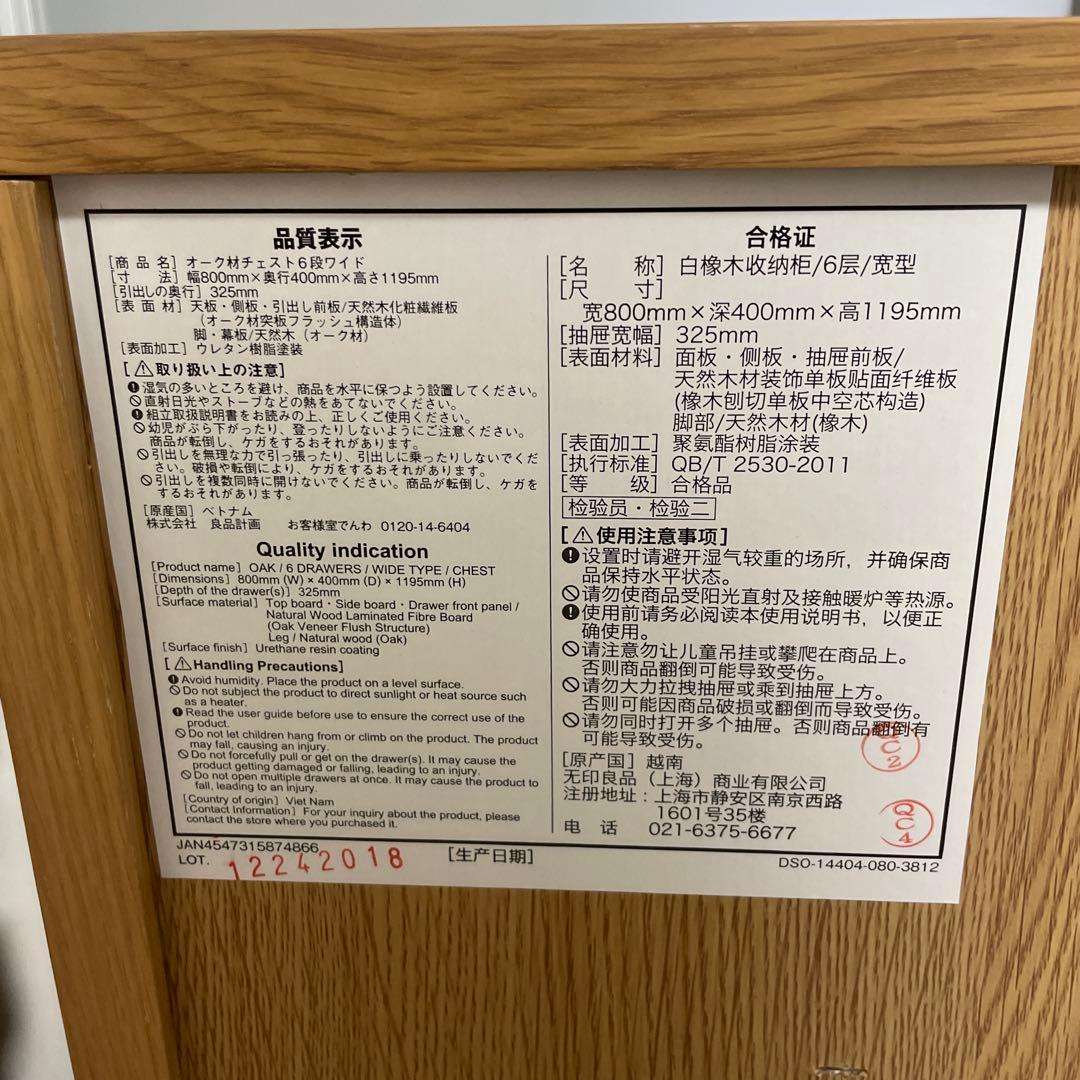 品質表示
[商品名] オーク材チェスト6段ワイド
[寸　法] 幅800mm×奥行400mm×高さ1195mm
[引出しの奥行] 325mm
[表面材] 天板・側板・引出し前板/天然木化粧繊維板
(オーク材突板フラッシュ構造体)
脚・幕板/天然木（オーク材)
[表面加工] ウレタン樹脂塗装
[⚠取り扱い上の注意]
湿気の多いところを避け、商品を水平に保つよう設置してください。
直射日光やストーブなどの熱をあてないでください。
組立取扱説明書をお読みの上、正しくご使用ください。
幼児がぶら下がったり、登ったりしないようにご注意ください。
商品が転倒し、ケガをするおそれがあります。
引出しを無理な力で引っ張ったり、引出しに乗ったりしないでくだ
さい。破損や転倒により、ケガをするおそれがあります。
引出しを複数同時に開けないでください。商品が転倒し、ケガを
するおそれがあります。
[原産国] ベトナム
株式会社　良品計画　お客様室でんわ 0120-14-6404
Quality indication
[Product name] OAK / 6 DRAWERS / WIDE TYPE / CHEST
[Dimensions] 800mm (W) × 400mm (D) × 1195mm (H)
[Depth of the drawer(s)] 325mm
[Surface material] Top board・Side board・Drawer front panel /
Natural Wood Laminated Fibre Board
(Oak Veneer Flush Structure)
Leg / Natural wood (Oak)
[Surface finish] Urethane resin coating
[⚠Handling Precautions]
Avoid humidity. Place the product on a level surface.
Do not subject the product to direct sunlight or heat source such
as a heater.
Read the user guide before use to ensure the correct use of the
product.
Do not let children hang from or climb on the product. The product
may fall, causing an injury.
Do not forcefully pull or get on the drawer(s). It may cause the
product getting damaged or falling, leading to an injury.
Do not open multiple drawers at once. It may cause the product to
fall, leading to an injury.
[Country of origin] Viet Nam
[Contact Information] For your inquiry about the product, please
contact the store where you purchased it.
合格证
[名　称] 白橡木收纳柜/6层/宽型
[尺　寸]
宽800mm×深400mm×高1195mm
[抽屉宽幅] 325mm
[表面材料] 面板・侧板・抽屉前板/
天然木材装饰单板贴面纤维板
(橡木刨切单板中空芯构造)
脚部/天然木材(橡木)
[表面加工] 聚氨酯树脂涂装
[执行标准] QB/T 2530-2011
[等　级] 合格品
检验员・检验二
[⚠使用注意事项]
设置时请避开湿气较重的场所，并确保商
品保持水平状态。
请勿使商品受阳光直射及接触暖炉等热源。
使用前请务必阅读本使用说明书，以便正
确使用。
请注意勿让儿童吊挂或攀爬在商品上。
否则商品翻倒可能导致受伤。
请勿大力拉拽抽屉或乘到抽屉上方。
否则可能因商品破损或翻倒而导致受伤。
请勿同时打开多个抽屉。否则商品翻倒有
可能导致受伤。
[原产国] 越南
无印良品（上海）商业有限公司
注册地址：上海市静安区南京西路
1601号35楼
电　话　021-6375-6677
QC2
QC4
JAN4547315874866
LOT. 12242018 [生产日期]
DSO-14404-080-3812